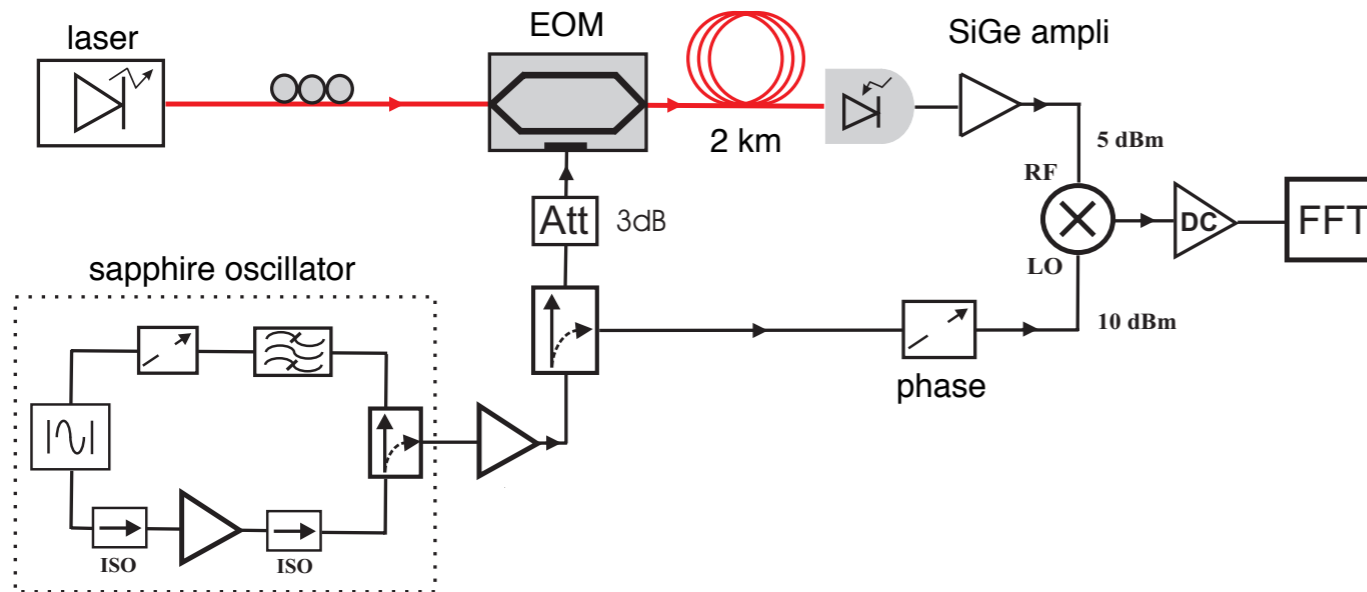 laser
EOM
SiGe ampli
2 km
5 dBm
RF
Att
3dB
DC
FFT
LO
sapphire oscillator
10 dBm
phase
ISO
ISO